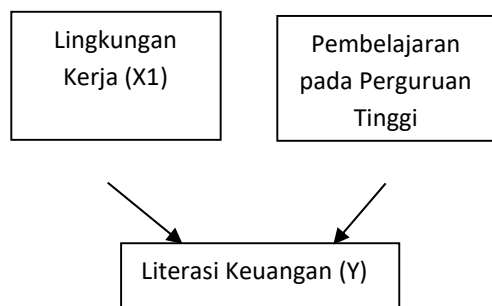 Lingkungan
Kerja (X1)
Pembelajaran
pada Perguruan
Tinggi
Literasi Keuangan (Y)